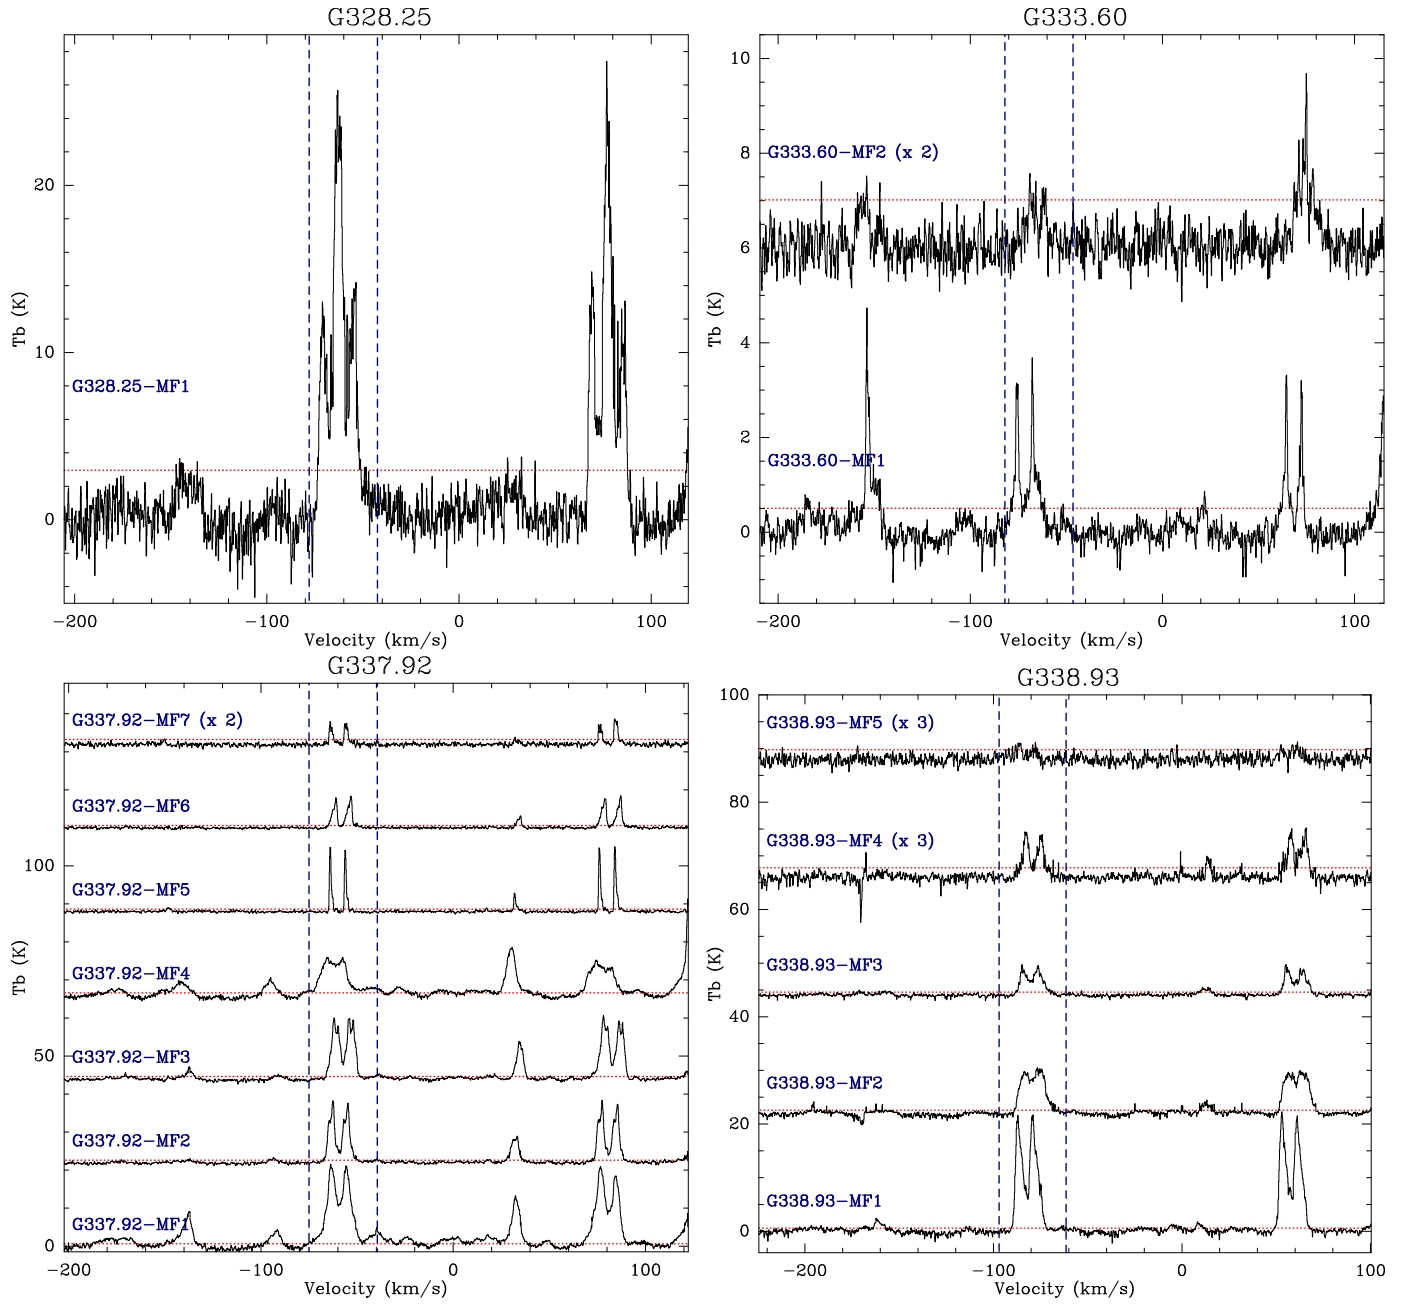 G328.25
20
10
0
Tb (K)
G328.25−MF1
−200 −100 0 100
Velocity (km/s)
G333.60
10
8
6
4
2
0
Tb (K)
G333.60−MF2 (x 2)
G333.60−MF1
−200 −100 0 100
Velocity (km/s)
G337.92
100
50
0
Tb (K)
G337.92−MF7 (x 2)
G337.92−MF6
G337.92−MF5
G337.92−MF4
G337.92−MF3
G337.92−MF2
G337.92−MF1
−200 −100 0 100
Velocity (km/s)
G338.93
100
80
60
40
20
0
Tb (K)
G338.93−MF5 (x 3)
G338.93−MF4 (x 3)
G338.93−MF3
G338.93−MF2
G338.93−MF1
−200 −100 0 100
Velocity (km/s)